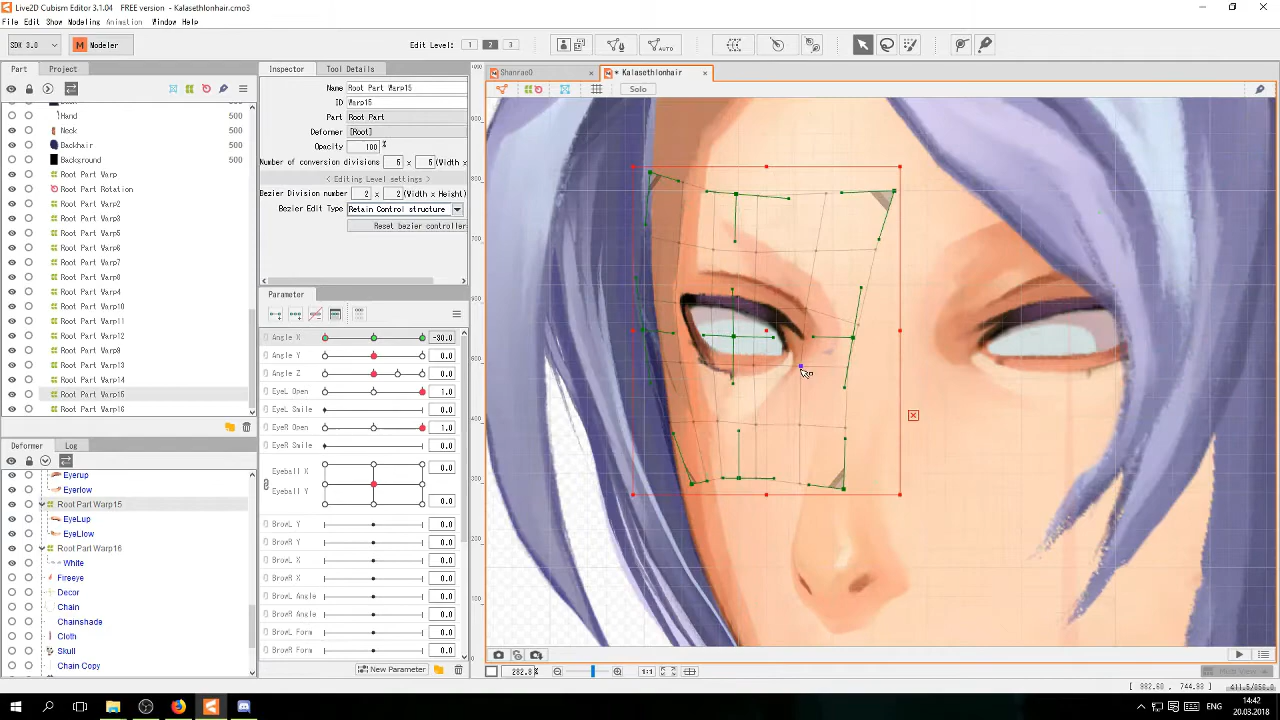 Live2D Cubism Editor 3.1.04 FREE version - Kalasethlonhair.cmo3
File Edit Show Modeling Animation Window Help
SDK 3.0
Modeler
Edit Level: 1 2 3
Part Project
Inspector Tool Details
Shanrao0
* Kalasethlonhair
Solo
Hand 500
Neck 500
Backhair 500
Background 500
Root Part Warp
Root Part Rotation
Root Part Warp2
Root Part Warp3
Root Part Warp5
Root Part Warp6
Root Part Warp7
Root Part Warp8
Root Part Warp4
Root Part Warp10
Root Part Warp11
Root Part Warp12
Root Part Warp9
Root Part Warp13
Root Part Warp14
Root Part Warp15
Root Part Warp16
Name Root Part Warp15
ID Warp15
Part Root Part
Deformer [Root]
Opacity 100 %
Number of conversion divisions 5 x 5 (Width x
< Editing Level settings >
Bezier Division number 2 x 2 (Width x Height)
Bezier Edit Type Retain Control structure
Reset bezier controller
Parameter
Angle X -30.0
Angle Y 0.0
Angle Z 0.0
EyeL Open 1.0
EyeL Smile 0.0
EyeR Open 1.0
EyeR Smile 0.0
Eyeball X 0.0
Eyeball Y 0.0
BrowL Y 0.0
BrowR Y 0.0
BrowL X 0.0
BrowR X 0.0
BrowL Angle 0.0
BrowR Angle 0.0
BrowL Form 0.0
BrowR Form 0.0
New Parameter
Deformer Log
Eyerup
Eyerlow
Root Part Warp15
EyeLup
EyeLlow
Root Part Warp16
White
Fireeye
Decor
Chain
Chainshade
Cloth
Skull
Chain Copy
1:1
ENG
14:42
20.03.2018